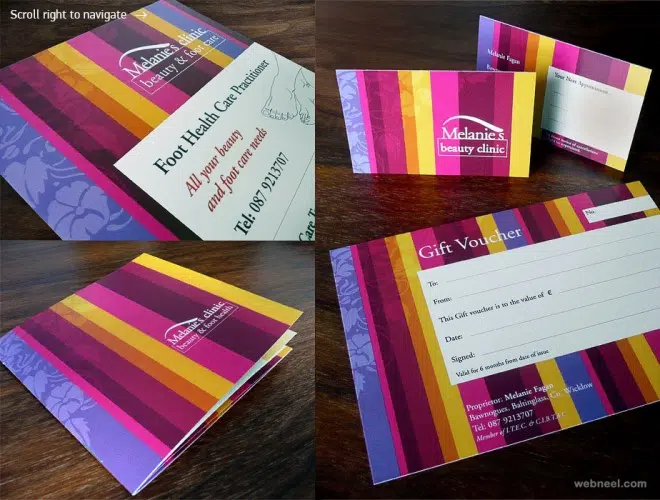 Scroll right to navigate →
Melanie's clinic
beauty & foot care
Foot Health Care Practitioner
All your beauty
and foot care needs
Tel: 087 9213707
Melanie's
beauty clinic
Melanie Fagan
Your Next Appointment
Melanie's clinic
beauty & foot health
Gift Voucher
No.
To:
From:
This Gift voucher is to the value of €
Date:
Signed:
Valid for 6 months from date of issue
Proprietor: Melanie Fagan
Bawnogues, Baltinglass, Co. Wicklow
Tel: 087 9213707
Member of I.T.E.C. & C.I.B.T.A.C.
webneel.com